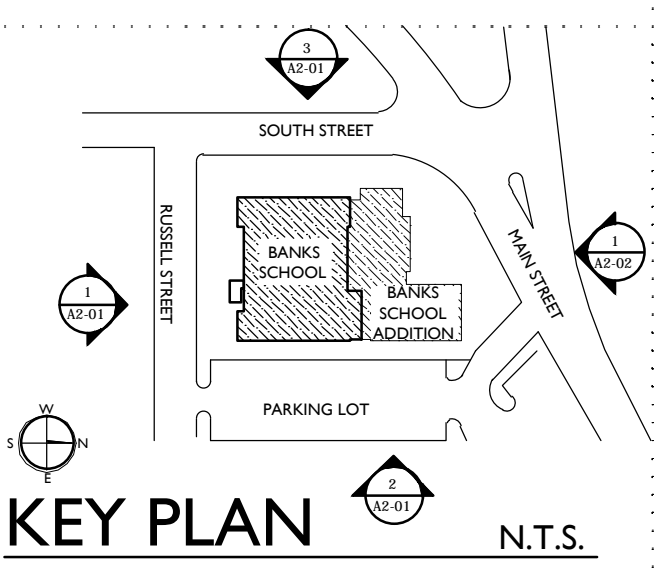 3
A2-01
SOUTH STREET
RUSSELL STREET
BANKS
SCHOOL
MAIN STREET
1
A2-02
1
A2-01
BANKS
SCHOOL
ADDITION
PARKING LOT
W
S N
E
2
A2-01
KEY PLAN N.T.S.